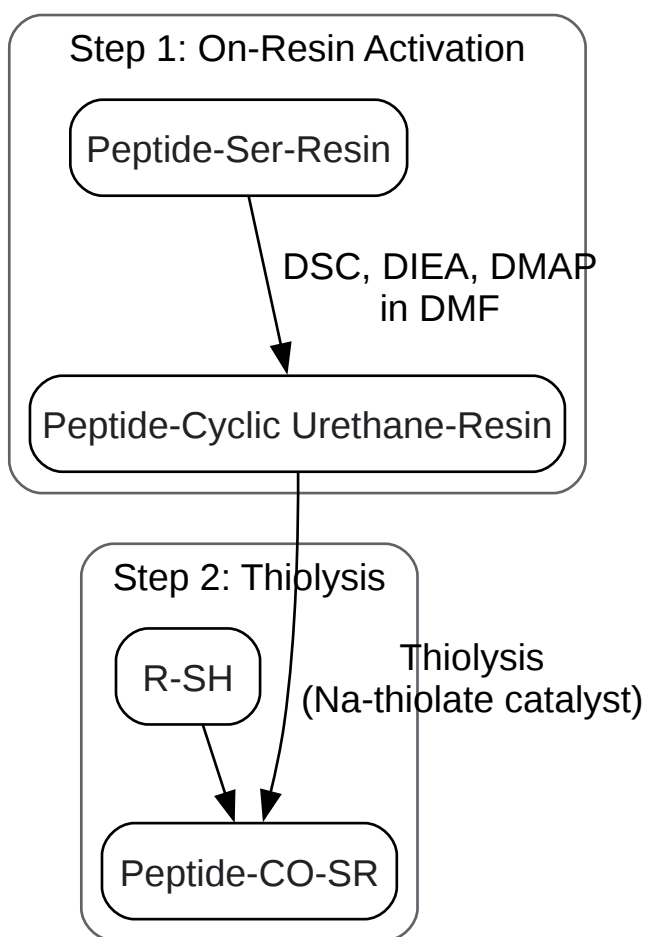 Step 1: On-Resin Activation
Peptide-Ser-Resin
DSC, DIEA, DMAP
in DMF
Peptide-Cyclic Urethane-Resin
Step 2: Thiolysis
R-SH
Thiolysis
(Na-thiolate catalyst)
Peptide-CO-SR